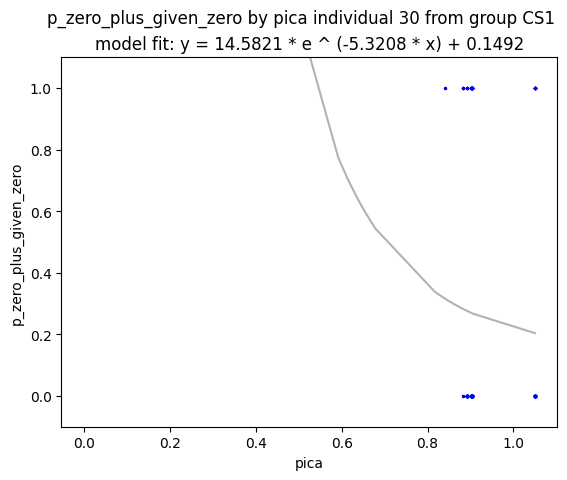 p_zero_plus_given_zero by pica individual 30 from group CS1
model fit: y = 14.5821 * e ^ (-5.3208 * x) + 0.1492
1.0
0.8
0.6
0.4
0.2
0.0
p_zero_plus_given_zero
0.0 0.2 0.4 0.6 0.8 1.0
pica